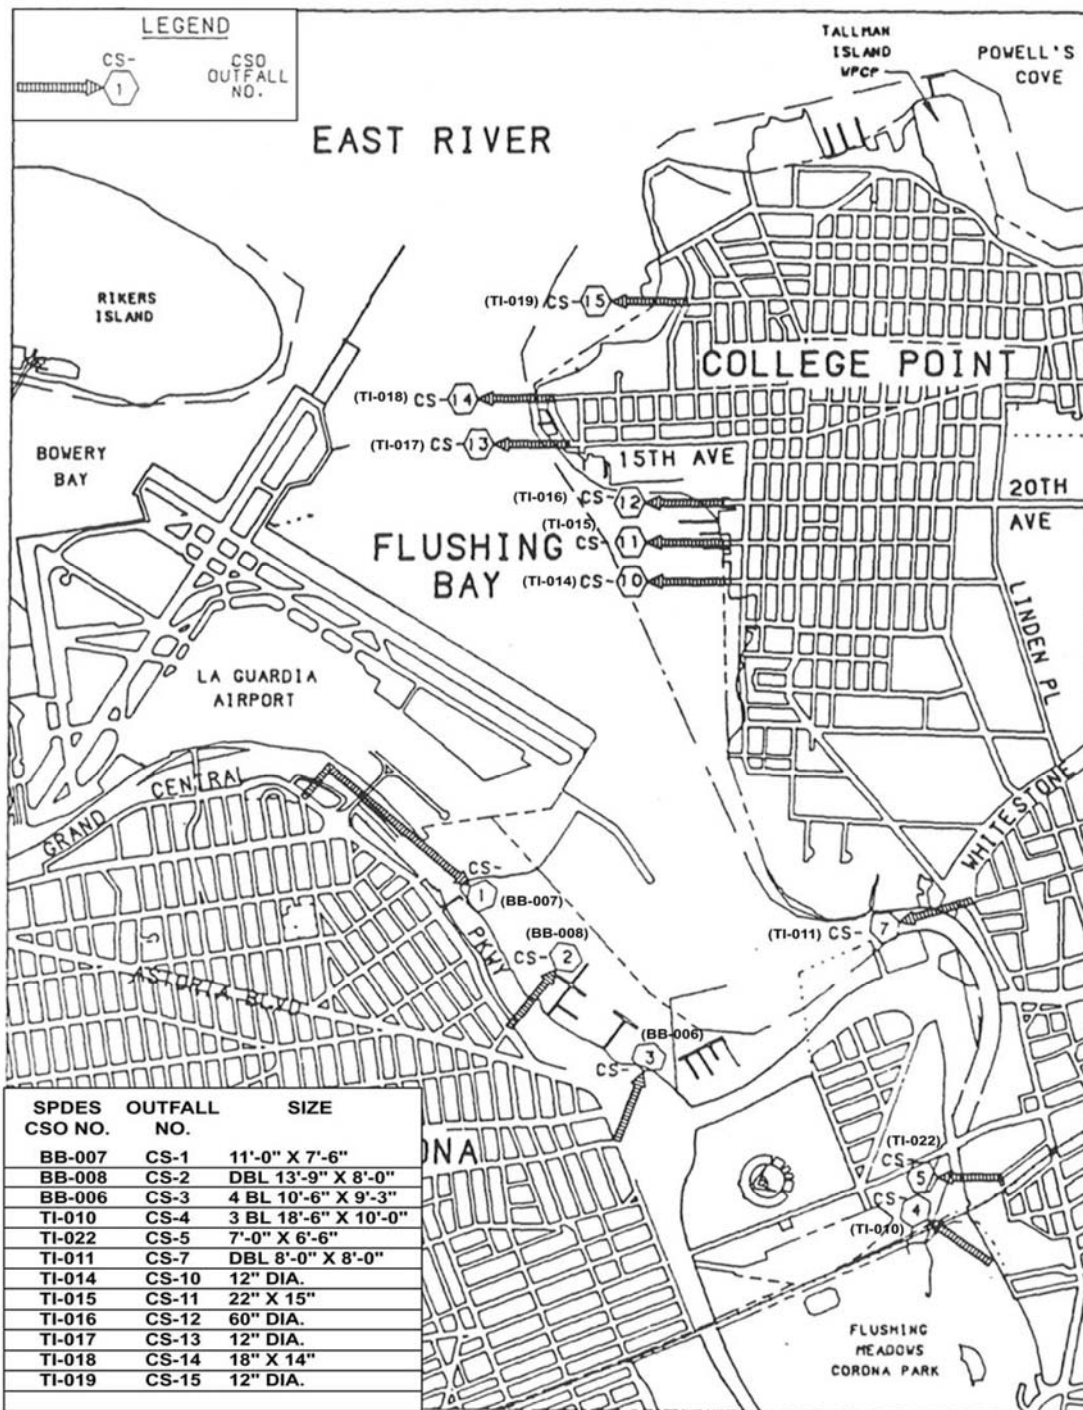 LEGEND
CS-
1
CSO
OUTFALL
NO.
TALLMAN
ISLAND
WPCP
POWELL'S
COVE
EAST RIVER
RIKERS
ISLAND
(TI-019) CS- 15
COLLEGE POINT
(TI-018) CS- 14
(TI-017) CS- 13
15TH AVE
BOWERY
BAY
(TI-016) CS- 12
20TH
AVE
(TI-015)
CS- 11
FLUSHING
BAY
(TI-014) CS- 10
LINDEN PL
LA GUARDIA
AIRPORT
GRAND CENTRAL
PKWY
WHITESTONE
CS-
1
(BB-007)
(BB-008)
CS- 2
(TI-011) CS- 7
ASTORIA BLVD
(BB-006)
3
CS-
ONA
(TI-022)
CS-
5
CS-
4
(TI-010)
FLUSHING
MEADOWS
CORONA PARK
SPDES OUTFALL SIZE
CSO NO. NO.
BB-007 CS-1 11'-0" X 7'-6"
BB-008 CS-2 DBL 13'-9" X 8'-0"
BB-006 CS-3 4 BL 10'-6" X 9'-3"
TI-010 CS-4 3 BL 18'-6" X 10'-0"
TI-022 CS-5 7'-0" X 6'-6"
TI-011 CS-7 DBL 8'-0" X 8'-0"
TI-014 CS-10 12" DIA.
TI-015 CS-11 22" X 15"
TI-016 CS-12 60" DIA.
TI-017 CS-13 12" DIA.
TI-018 CS-14 18" X 14"
TI-019 CS-15 12" DIA.